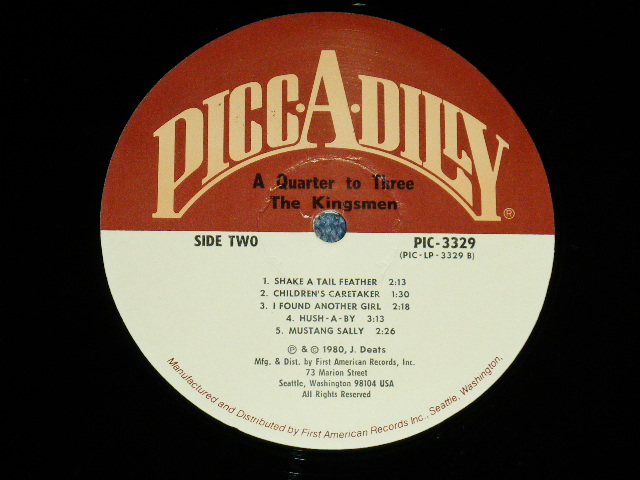 PICC·A·DILLY®
A Quarter to Three
The Kingsmen
SIDE TWO PIC-3329
(PIC-LP-3329 B)
1. SHAKE A TAIL FEATHER 2:13
2. CHILDREN'S CARETAKER 1:30
3. I FOUND ANOTHER GIRL 2:18
4. HUSH-A-BY 3:13
5. MUSTANG SALLY 2:26
℗ & © 1980, J. Deats
Mfg. & Dist. by First American Records, Inc.
73 Marion Street
Seattle, Washington 98104 USA
All Rights Reserved
Manufactured and Distributed by First American Records Inc., Seattle, Washington.